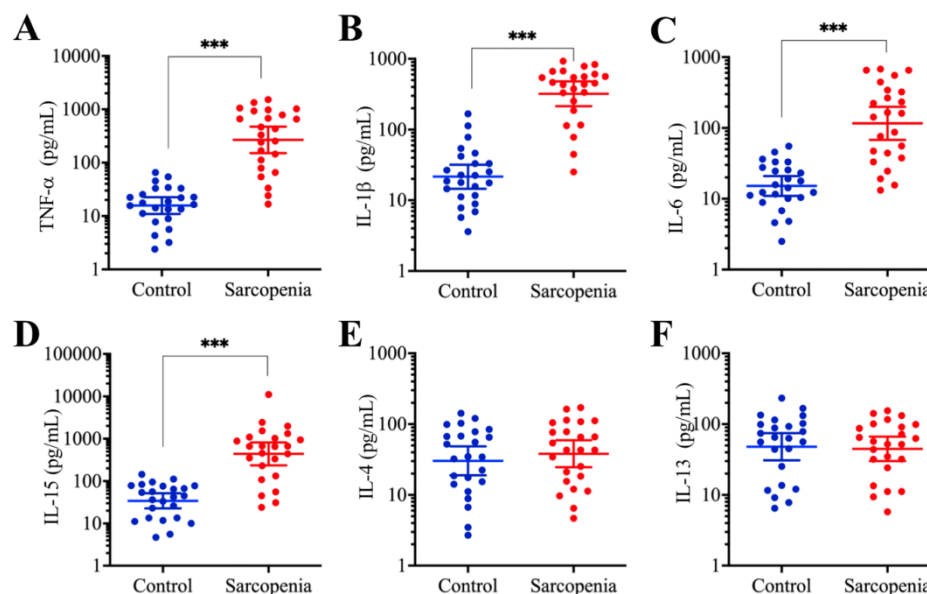 A
TNF-α (pg/mL)
10000
1000
100
10
1
***
Control
Sarcopenia
B
IL-1β (pg/mL)
1000
100
10
1
***
Control
Sarcopenia
C
IL-6 (pg/mL)
1000
100
10
1
***
Control
Sarcopenia
D
IL-15 (pg/mL)
100000
10000
1000
100
10
1
***
Control
Sarcopenia
E
IL-4 (pg/mL)
1000
100
10
1
Control
Sarcopenia
F
IL-13 (pg/mL)
1000
100
10
1
Control
Sarcopenia